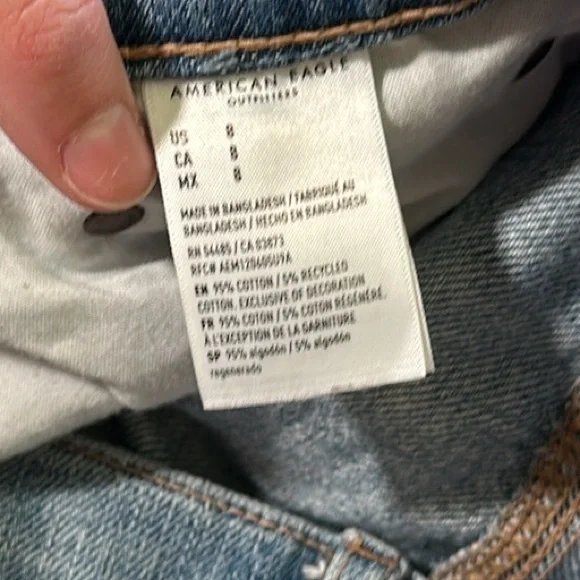 AMERICAN EAGLE
OUTFITTERS
US 8
CA 8
MX 8
MADE IN BANGLADESH / FABRIQUÉ AU
BANGLADESH / HECHO EN BANGLADESH
RN 54485 / CA 03873
RFC# AEM120405U9A
EN 95% COTTON / 5% RECYCLED
COTTON. EXCLUSIVE OF DECORATION
FR 95% COTON / 5% COTON RÉGÉNÉRÉ.
À L'EXCEPTION DE LA GARNITURE
SP 95% algodón / 5% algodón
regenerado